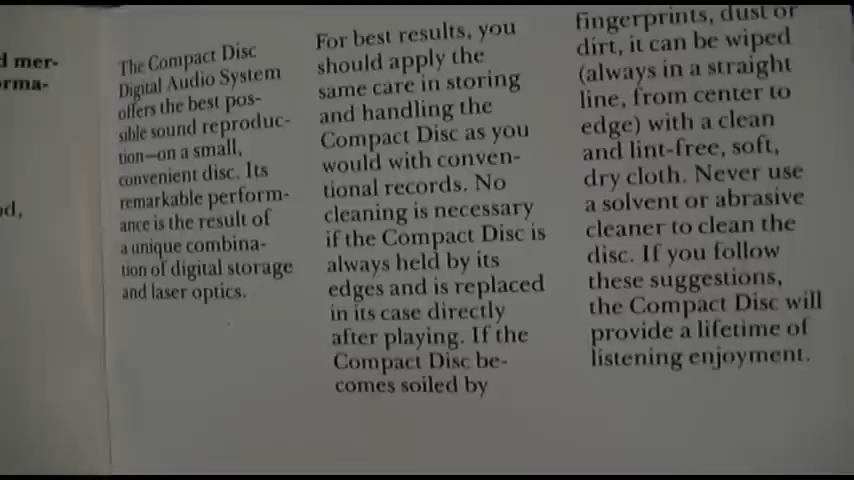 d mer-
rma-
od,
The Compact Disc
Digital Audio System
offers the best pos-
sible sound reproduc-
tion—on a small,
convenient disc. Its
remarkable perform-
ance is the result of
a unique combina-
tion of digital storage
and laser optics.
For best results, you
should apply the
same care in storing
and handling the
Compact Disc as you
would with conven-
tional records. No
cleaning is necessary
if the Compact Disc is
always held by its
edges and is replaced
in its case directly
after playing. If the
Compact Disc be-
comes soiled by
fingerprints, dust or
dirt, it can be wiped
(always in a straight
line, from center to
edge) with a clean
and lint-free, soft,
dry cloth. Never use
a solvent or abrasive
cleaner to clean the
disc. If you follow
these suggestions,
the Compact Disc will
provide a lifetime of
listening enjoyment.